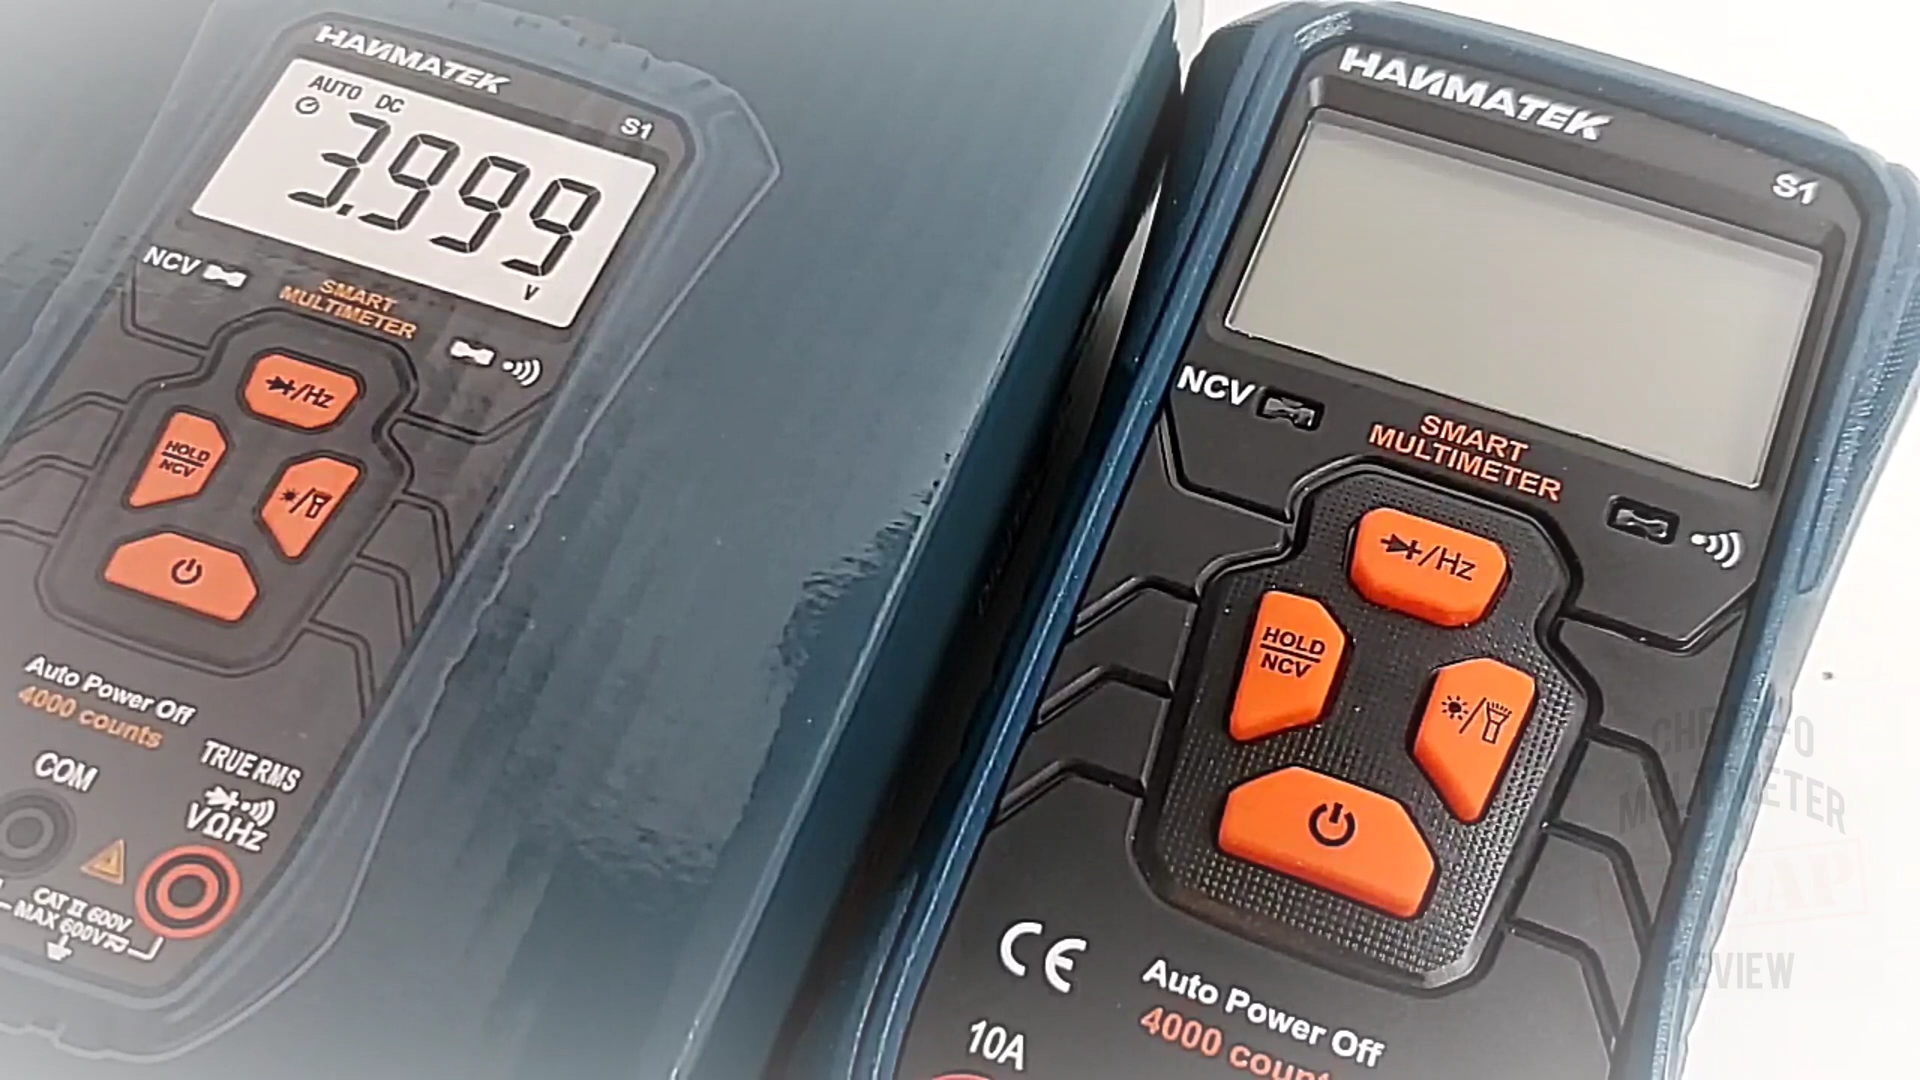 HANMATEK
S1
AUTO DC
3.999
V
NCV
SMART
MULTIMETER
/Hz
HOLD
NCV
Auto Power Off
4000 counts
COM
TRUE RMS
VΩHz
CAT II 600V
MAX 600V
HANMATEK
S1
NCV
SMART
MULTIMETER
/Hz
HOLD
NCV
CE
Auto Power Off
4000
10A
MULTIMETER